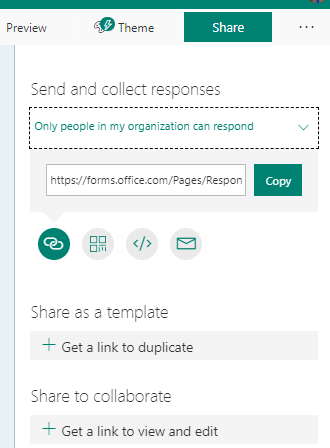 Preview
Theme
Share
Send and collect responses
Only people in my organization can respond
https://forms.office.com/Pages/Respon
Copy
Share as a template
Get a link to duplicate
Share to collaborate
Get a link to view and edit